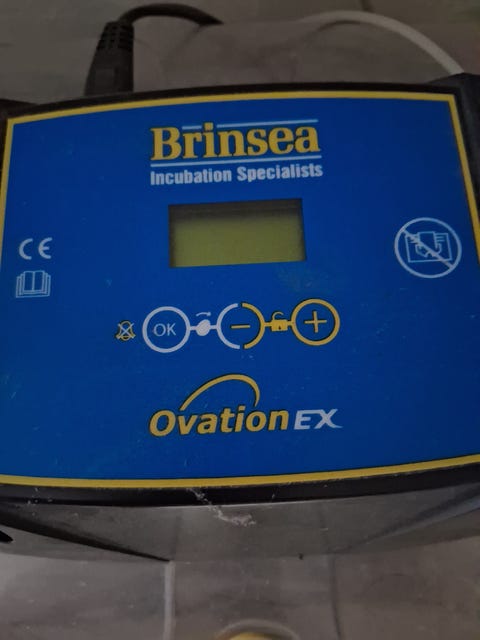 Brinsea
Incubation Specialists
CE
OK
−
+
Ovation EX